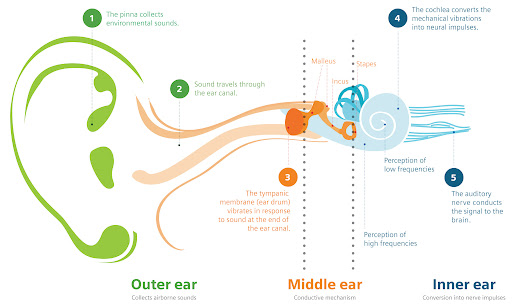 1
The pinna collects
environmental sounds.
2
Sound travels through
the ear canal.
Malleus
Incus
Stapes
4
The cochlea converts the
mechanical vibrations
into neural impulses.
3
The tympanic
membrane (ear drum)
vibrates in response
to sound at the end of
the ear canal.
Perception of
low frequencies
Perception of
high frequencies
5
The auditory
nerve conducts
the signal to the
brain.
Outer ear
Collects airborne sounds
Middle ear
Conductive mechanism
Inner ear
Conversion into nerve impulses